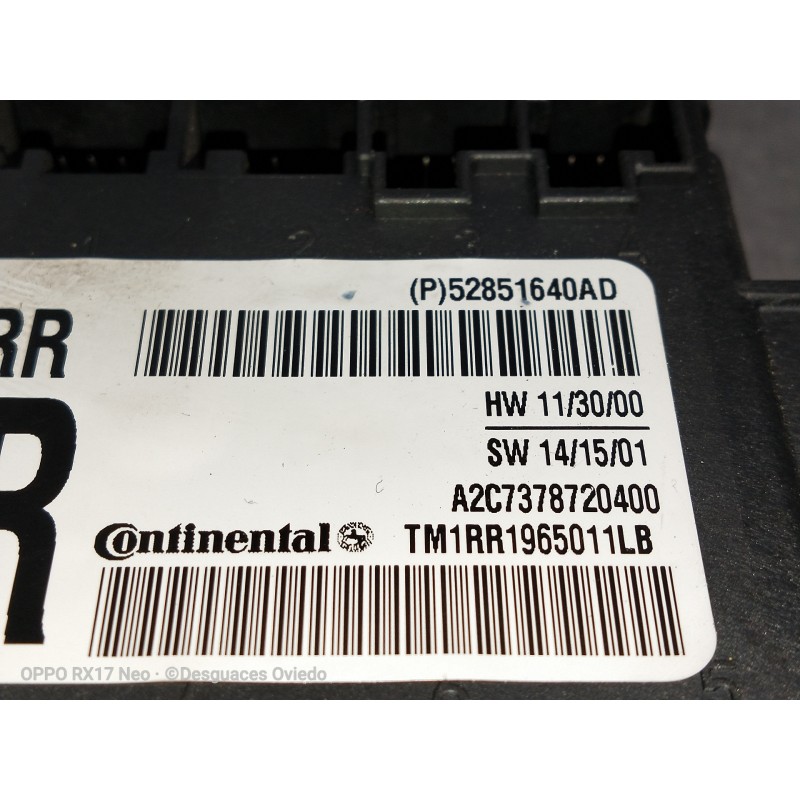 (P)52851640AD
RR
HW 11/30/00
SW 14/15/01
A2C7378720400
R
Continental TM1RR1965011LB
OPPO RX17 Neo · ©Desguaces Oviedo